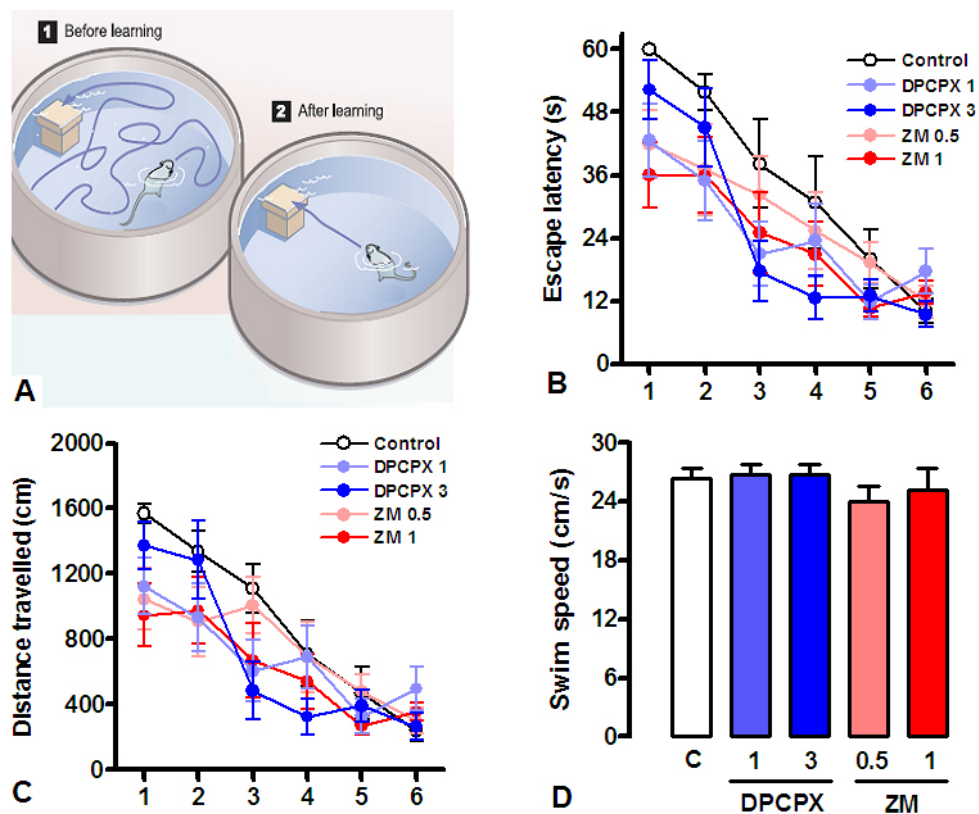 1 Before learning
2 After learning
A
Escape latency (s)
60
48
36
24
12
0
1 2 3 4 5 6
Control
DPCPX 1
DPCPX 3
ZM 0.5
ZM 1
B
Distance travelled (cm)
2000
1600
1200
800
400
0
1 2 3 4 5 6
Control
DPCPX 1
DPCPX 3
ZM 0.5
ZM 1
C
Swim speed (cm/s)
30
24
18
12
6
0
C 1 3 0.5 1
DPCPX ZM
D